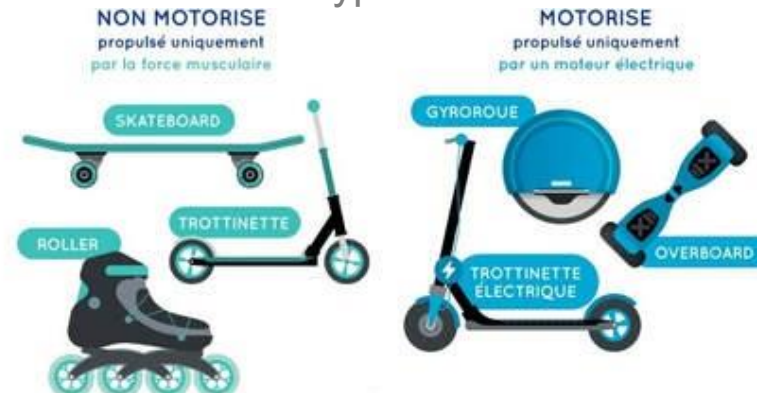 NON MOTORISE
propulsé uniquement
par la force musculaire
SKATEBOARD
TROTTINETTE
ROLLER
MOTORISE
propulsé uniquement
par un moteur électrique
GYROROUE
OVERBOARD
TROTTINETTE
ÉLECTRIQUE